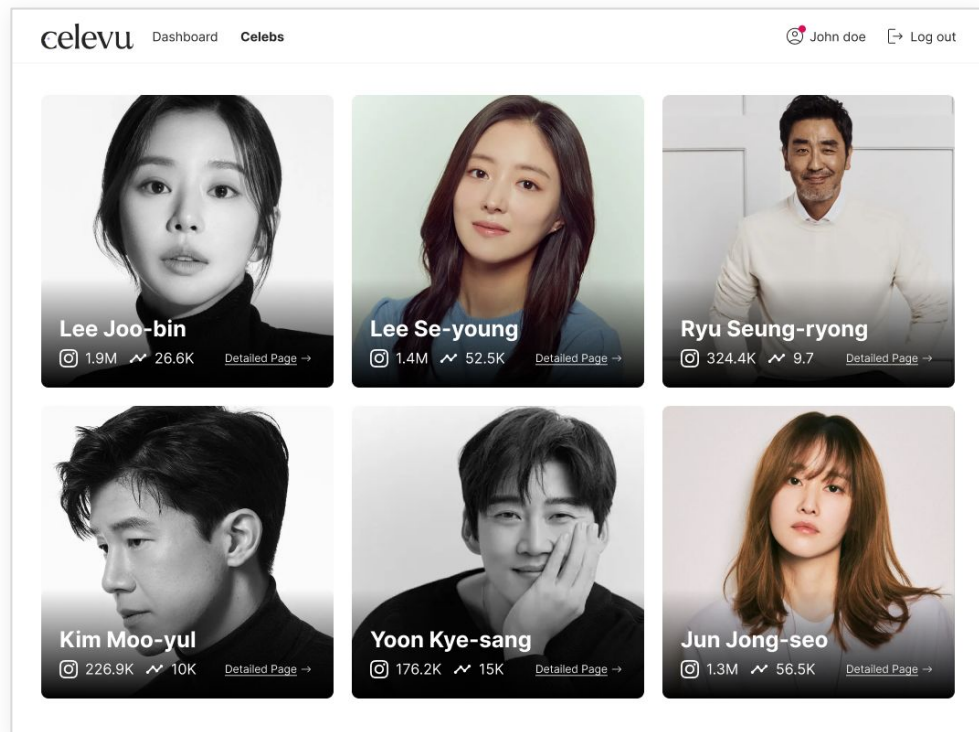 celevu Dashboard Celebs John doe Log out
Lee Joo-bin
1.9M 26.6K Detailed Page →
Lee Se-young
1.4M 52.5K Detailed Page →
Ryu Seung-ryong
324.4K 9.7 Detailed Page →
Kim Moo-yul
226.9K 10K Detailed Page →
Yoon Kye-sang
176.2K 15K Detailed Page →
Jun Jong-seo
1.3M 56.5K Detailed Page →